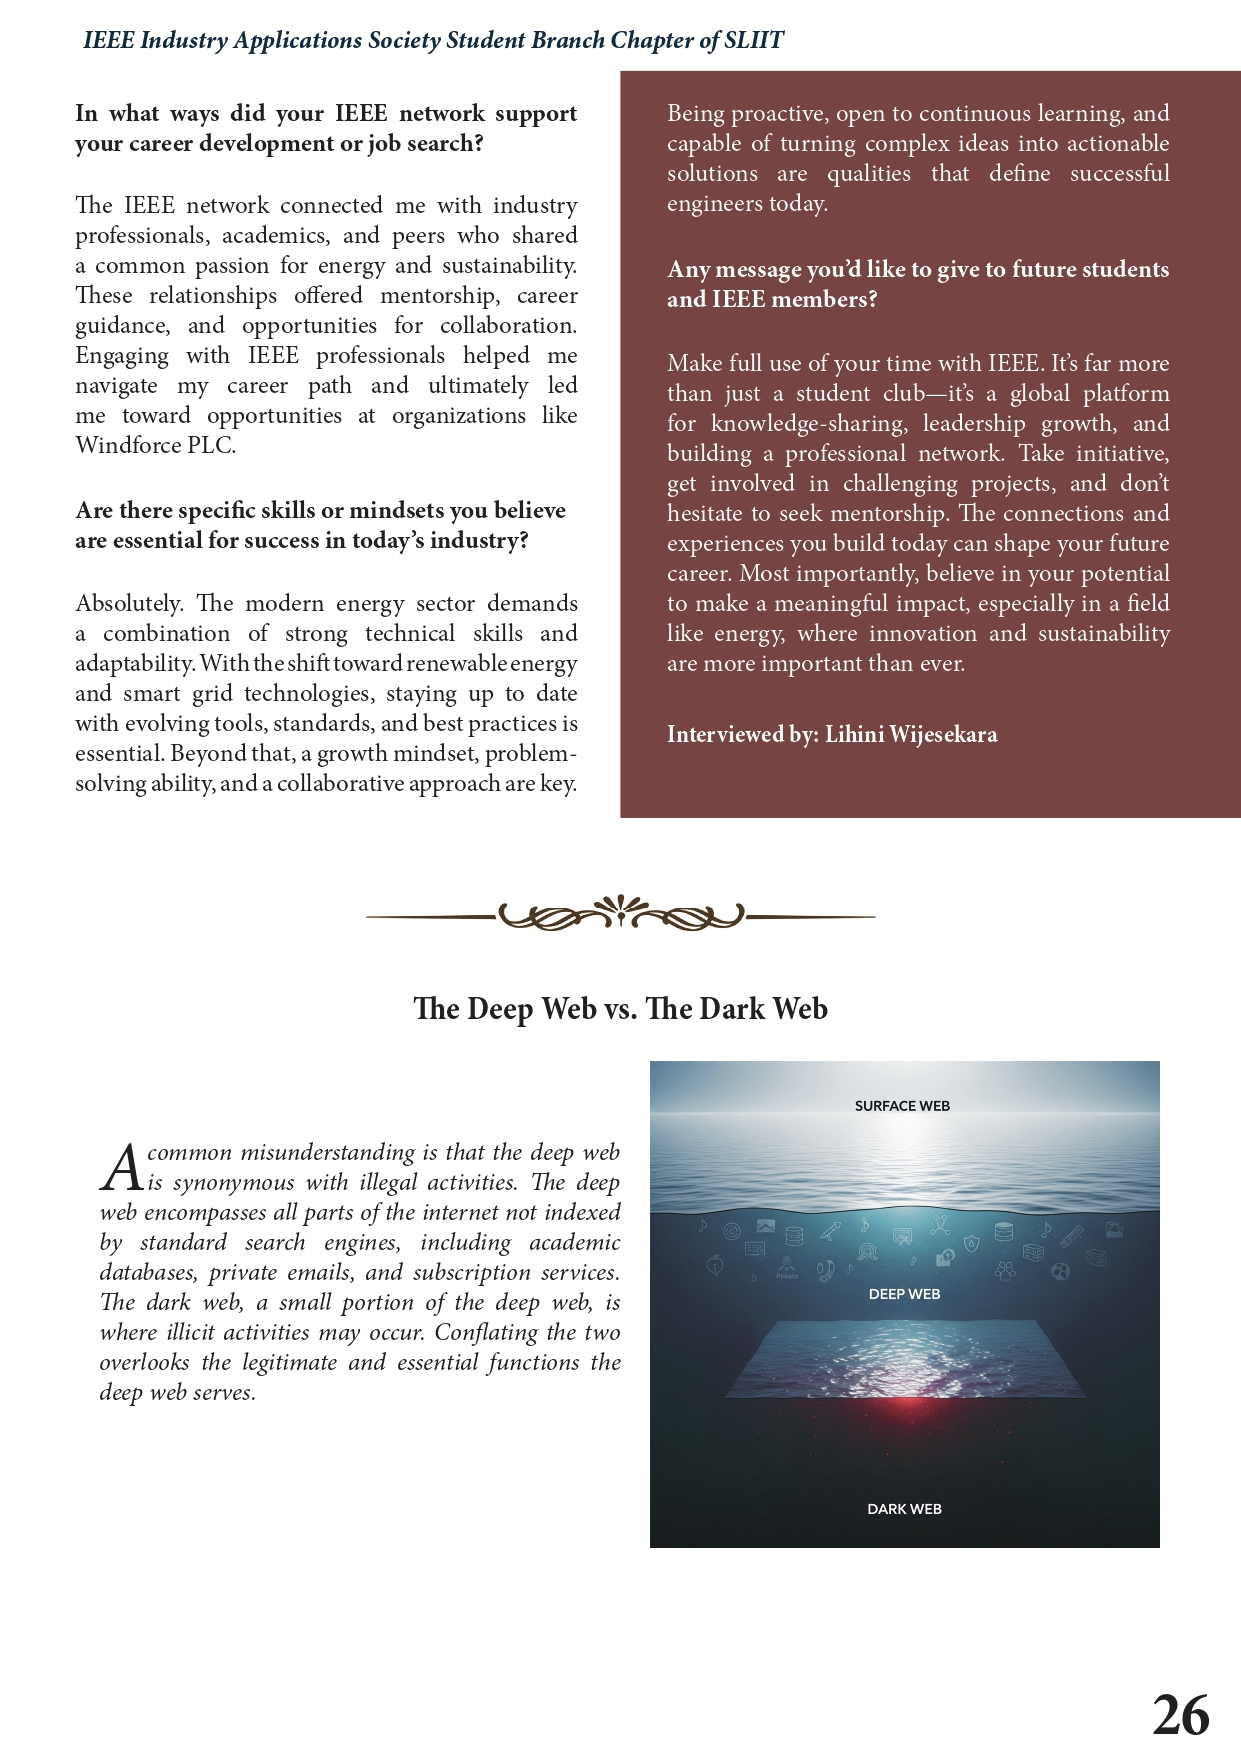 IEEE Industry Applications Society Student Branch Chapter of SLIIT
In what ways did your IEEE network support
your career development or job search?
The IEEE network connected me with industry
professionals, academics, and peers who shared
a common passion for energy and sustainability.
These relationships offered mentorship, career
guidance, and opportunities for collaboration.
Engaging with IEEE professionals helped me
navigate my career path and ultimately led
me toward opportunities at organizations like
Windforce PLC.
Are there specific skills or mindsets you believe
are essential for success in today’s industry?
Absolutely. The modern energy sector demands
a combination of strong technical skills and
adaptability. With the shift toward renewable energy
and smart grid technologies, staying up to date
with evolving tools, standards, and best practices is
essential. Beyond that, a growth mindset, problem-
solving ability, and a collaborative approach are key.
Being proactive, open to continuous learning, and
capable of turning complex ideas into actionable
solutions are qualities that define successful
engineers today.
Any message you’d like to give to future students
and IEEE members?
Make full use of your time with IEEE. It’s far more
than just a student club—it’s a global platform
for knowledge-sharing, leadership growth, and
building a professional network. Take initiative,
get involved in challenging projects, and don’t
hesitate to seek mentorship. The connections and
experiences you build today can shape your future
career. Most importantly, believe in your potential
to make a meaningful impact, especially in a field
like energy, where innovation and sustainability
are more important than ever.
Interviewed by: Lihini Wijesekara
The Deep Web vs. The Dark Web
A common misunderstanding is that the deep web
is synonymous with illegal activities. The deep
web encompasses all parts of the internet not indexed
by standard search engines, including academic
databases, private emails, and subscription services.
The dark web, a small portion of the deep web, is
where illicit activities may occur. Conflating the two
overlooks the legitimate and essential functions the
deep web serves.
SURFACE WEB
Private
DEEP WEB
DARK WEB
26